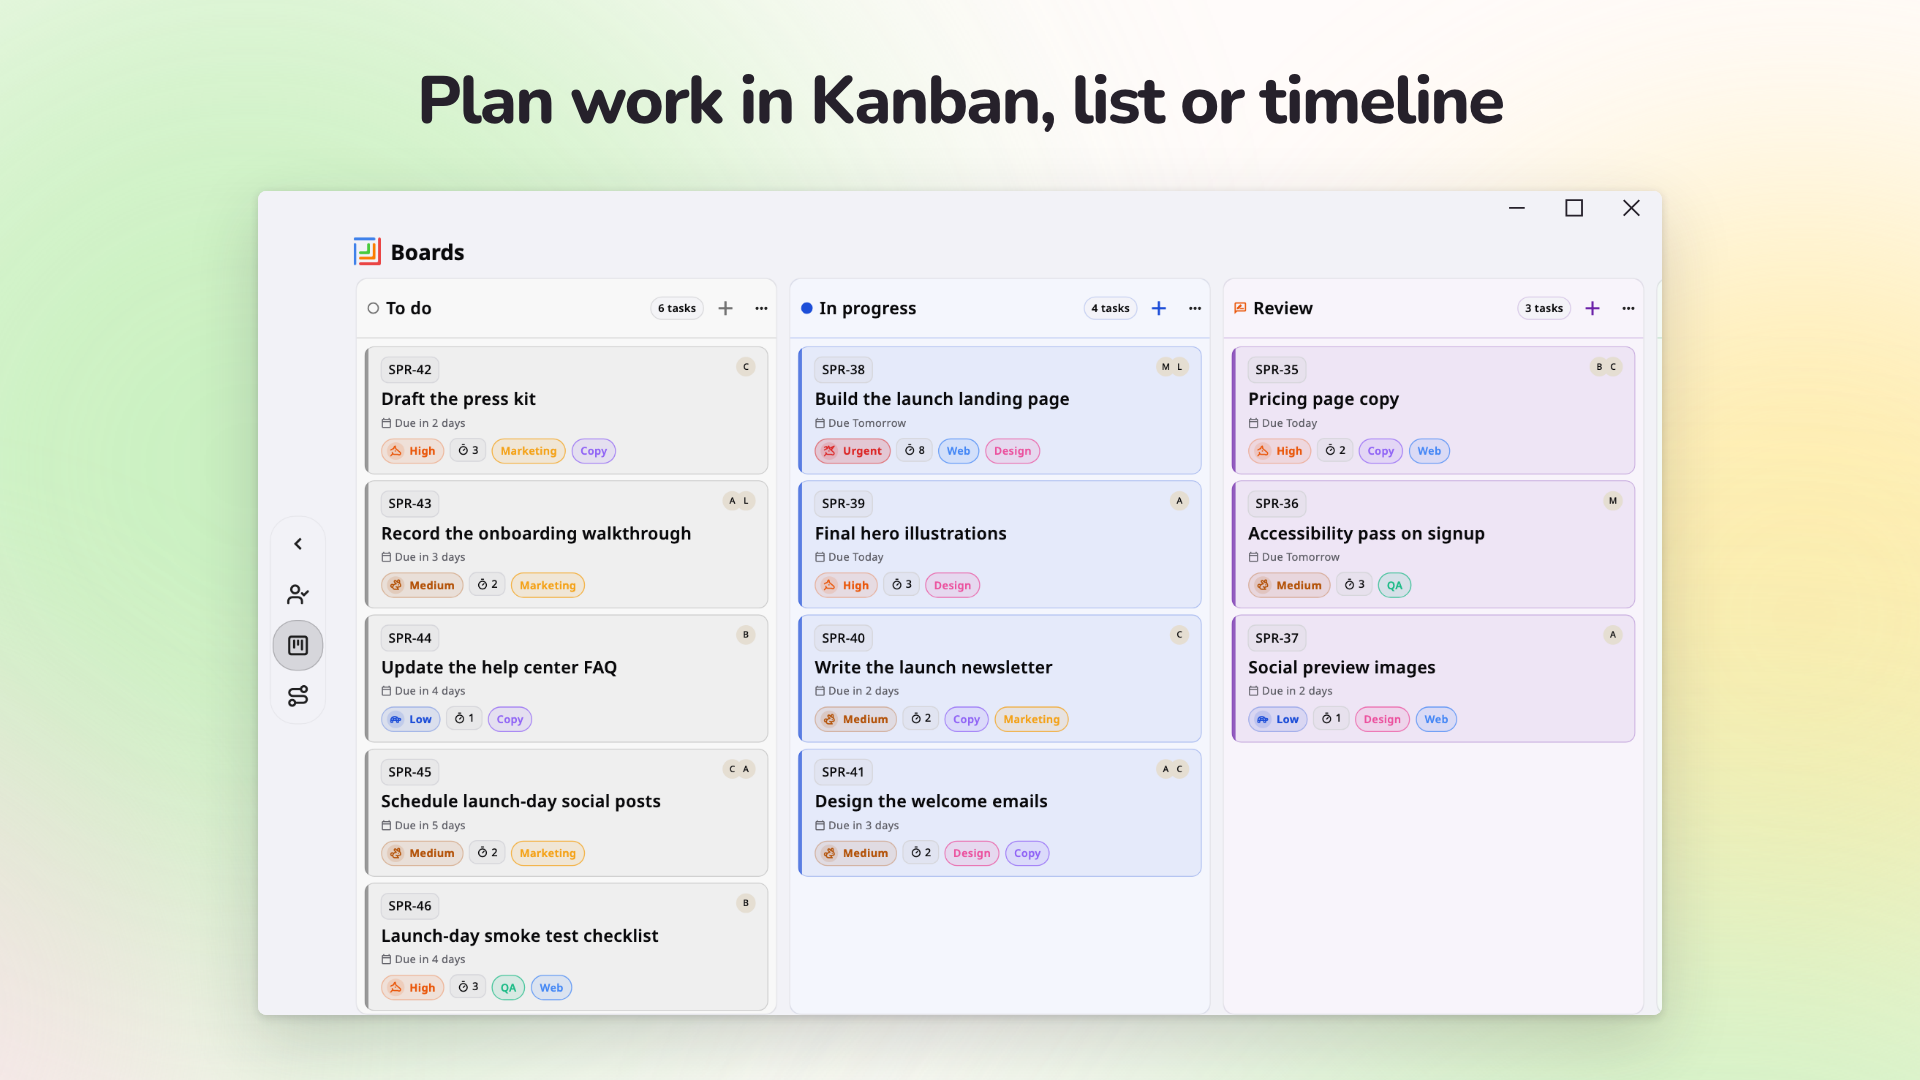 Plan work in Kanban, list or timeline
Boards
To do
6 tasks
SPR-42
C
Draft the press kit
Due in 2 days
High
3
Marketing
Copy
SPR-43
A L
Record the onboarding walkthrough
Due in 3 days
Medium
2
Marketing
SPR-44
B
Update the help center FAQ
Due in 4 days
Low
1
Copy
SPR-45
C A
Schedule launch-day social posts
Due in 5 days
Medium
2
Marketing
SPR-46
B
Launch-day smoke test checklist
Due in 4 days
High
3
QA
Web
In progress
4 tasks
SPR-38
M L
Build the launch landing page
Due Tomorrow
Urgent
8
Web
Design
SPR-39
A
Final hero illustrations
Due Today
High
3
Design
SPR-40
C
Write the launch newsletter
Due in 2 days
Medium
2
Copy
Marketing
SPR-41
A C
Design the welcome emails
Due in 3 days
Medium
2
Design
Copy
Review
3 tasks
SPR-35
B C
Pricing page copy
Due Today
High
2
Copy
Web
SPR-36
M
Accessibility pass on signup
Due Tomorrow
Medium
3
QA
SPR-37
A
Social preview images
Due in 2 days
Low
1
Design
Web